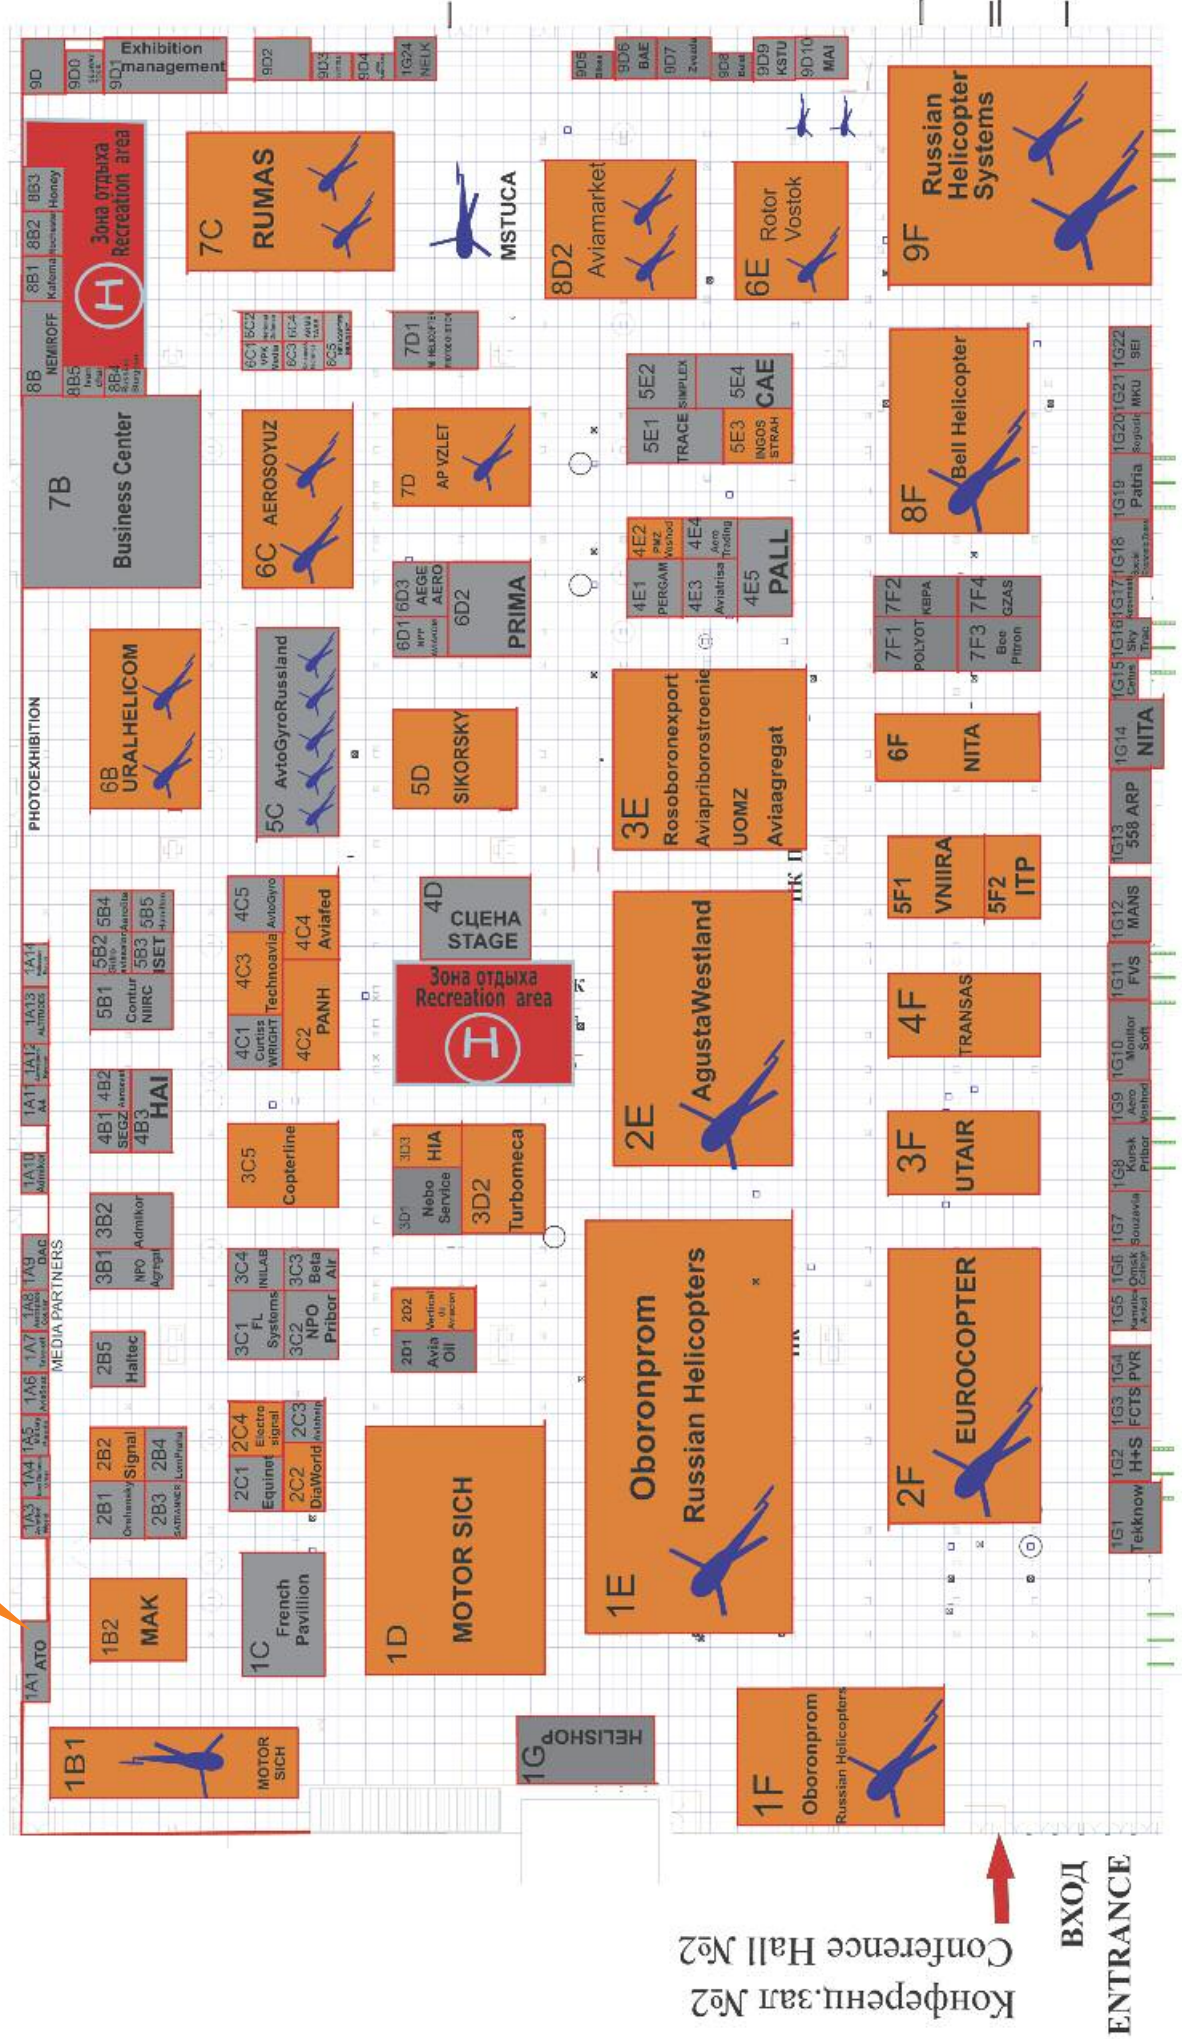 9D
9D0
9D1
Exhibition
management
9D2
9D3
9D4
1G24
NELK
9D5
9D6
BAE
9D7
Zvezda
9D8
9D9
KSTU
9D10
MAI
Зона отдыха
Recreation area
8B3
Honey
8B2
8B1
Kafema
8B
NEMIROFF
8B5
8B4
7C
RUMAS
MSTUCA
8D2
Aviamarket
6E
Rotor
Vostok
9F
Russian
Helicopter
Systems
7B
Business Center
6C1
6C2
VPK
Media
6C3
6C4
6C5
7D1
6C
AEROSOYUZ
7D
AP VZLET
5E2
SIMPLEX
5E4
CAE
5E1
TRACE
5E3
INGOS
STRAH
8F
Bell Helicopter
1G22
SEI
1G21
MKU
1G20
1G19
Patria
1G18
1G17
1G16
Sky
Trac
1G15
Cetus
6D1
NPP
6D3
AEGE
AERO
6D2
PRIMA
4E2
PMZ
Voshod
4E4
Aero
Trading
4E1
PERGAM
4E3
Aviatrisa
4E5
PALL
7F2
KBPA
7F4
GZAS
7F1
POLYOT
7F3
Bee
Pitron
PHOTOEXHIBITION
6B
URALHELICOM
5C
AvtoGyroRussland
5D
SIKORSKY
3E
Rosoboronexport
Aviapriborostroenie
UOMZ
Aviaagregat
6F
NITA
1G14
NITA
1G13
558 ARP
5B4
Aerolite
5B5
5B2
5B3
ISET
5B1
Contur
NIIRC
4C5
AvtoGyro
4C4
Aviafed
4C3
Technoavia
4C1
Curtiss
WRIGHT
4C2
PANH
4D
СЦЕНА
STAGE
Зона отдыха
Recreation area
2E
AgustaWestland
5F1
VNIIRA
5F2
ITP
4F
TRANSAS
3F
UTAIR
1G12
MANS
1G11
FVS
1G10
Monitor
Soft
1G9
Aero
Voshod
1G8
Kursk
Pribor
1G7
Souzavia
1G6
Omsk
College
1G5
1A14
1A13
ALTITUDES
1A12
1A11
A4
1A10
Admikor
1A9
DAC
1A8
1A7
1A6
1A5
1A4
1A3
MEDIA PARTNERS
4B1
SEGZ
4B2
4B3
HAI
3B2
Admikor
3B1
NPO
Agregat
2B5
Haltec
2B2
Signal
2B4
2B1
2B3
3C5
Copterline
3C4
INILAB
3C3
Beta
Air
3C1
FL
Systems
3C2
NPO
Pribor
2C4
Electro
signal
2C3
2C1
Equinet
2C2
DiaWorld
3D3
HIA
3D1
Nebo
Service
3D2
Turbomeca
2D2
2D1
Avia
Oil
1E
Oboronprom
Russian Helicopters
2F
EUROCOPTER
1G4
PVR
1G3
FCTS
1G2
H+S
1G1
Tekknow
1D
MOTOR SICH
1C
French
Pavillion
1B2
MAK
1A1
ATO
1B1
MOTOR
SICH
1G
HELISHOP
1F
Oboronprom
Russian Helicopters
Конференц.зал №2
Conference Hall №2
ВХОД
ENTRANCE